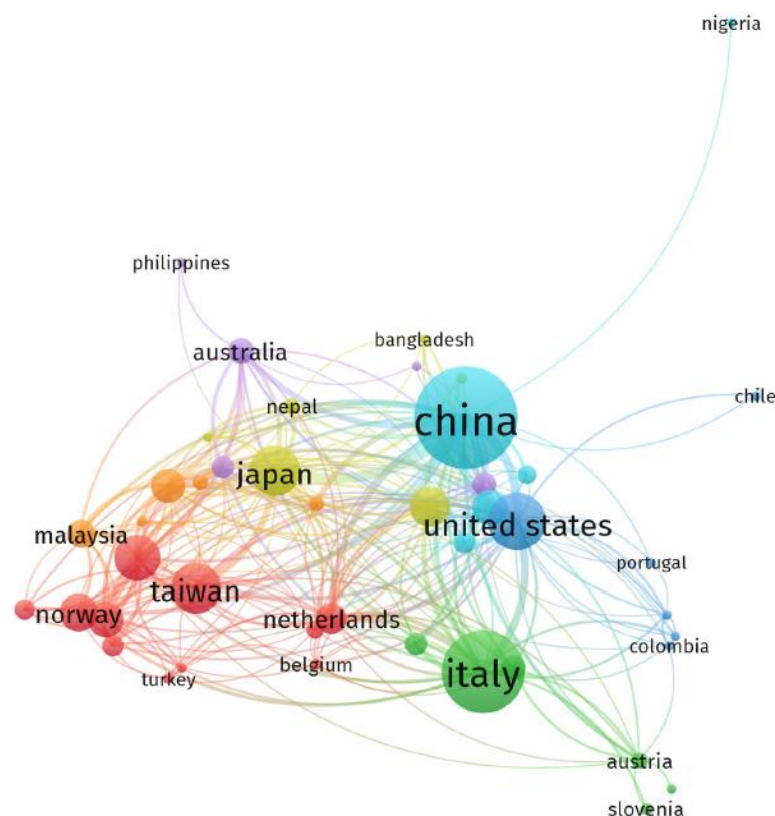 nigeria
philippines
australia
bangladesh
chile
nepal
china
japan
malaysia
united states
portugal
taiwan
norway
netherlands
colombia
belgium
italy
turkey
austria
slovenia